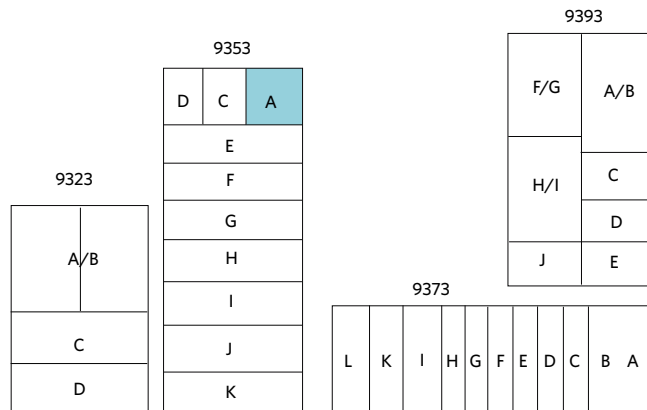 9323
A/B
C
D
9353
D C A
E
F
G
H
I
J
K
9393
F/G A/B
H/I C
D
J E
9373
L K I H G F E D C B A